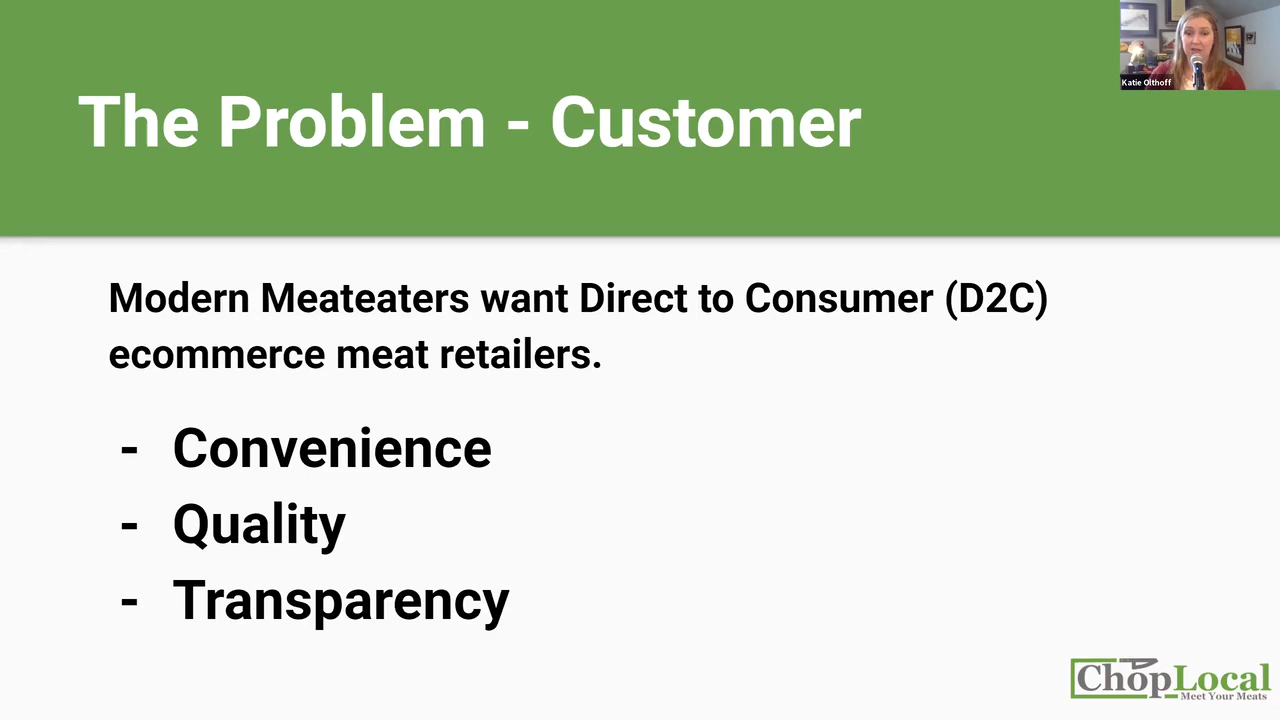 Katie Olthoff
The Problem - Customer
Modern Meateaters want Direct to Consumer (D2C)
ecommerce meat retailers.
- Convenience
- Quality
- Transparency
ChopLocal
Meet Your Meats